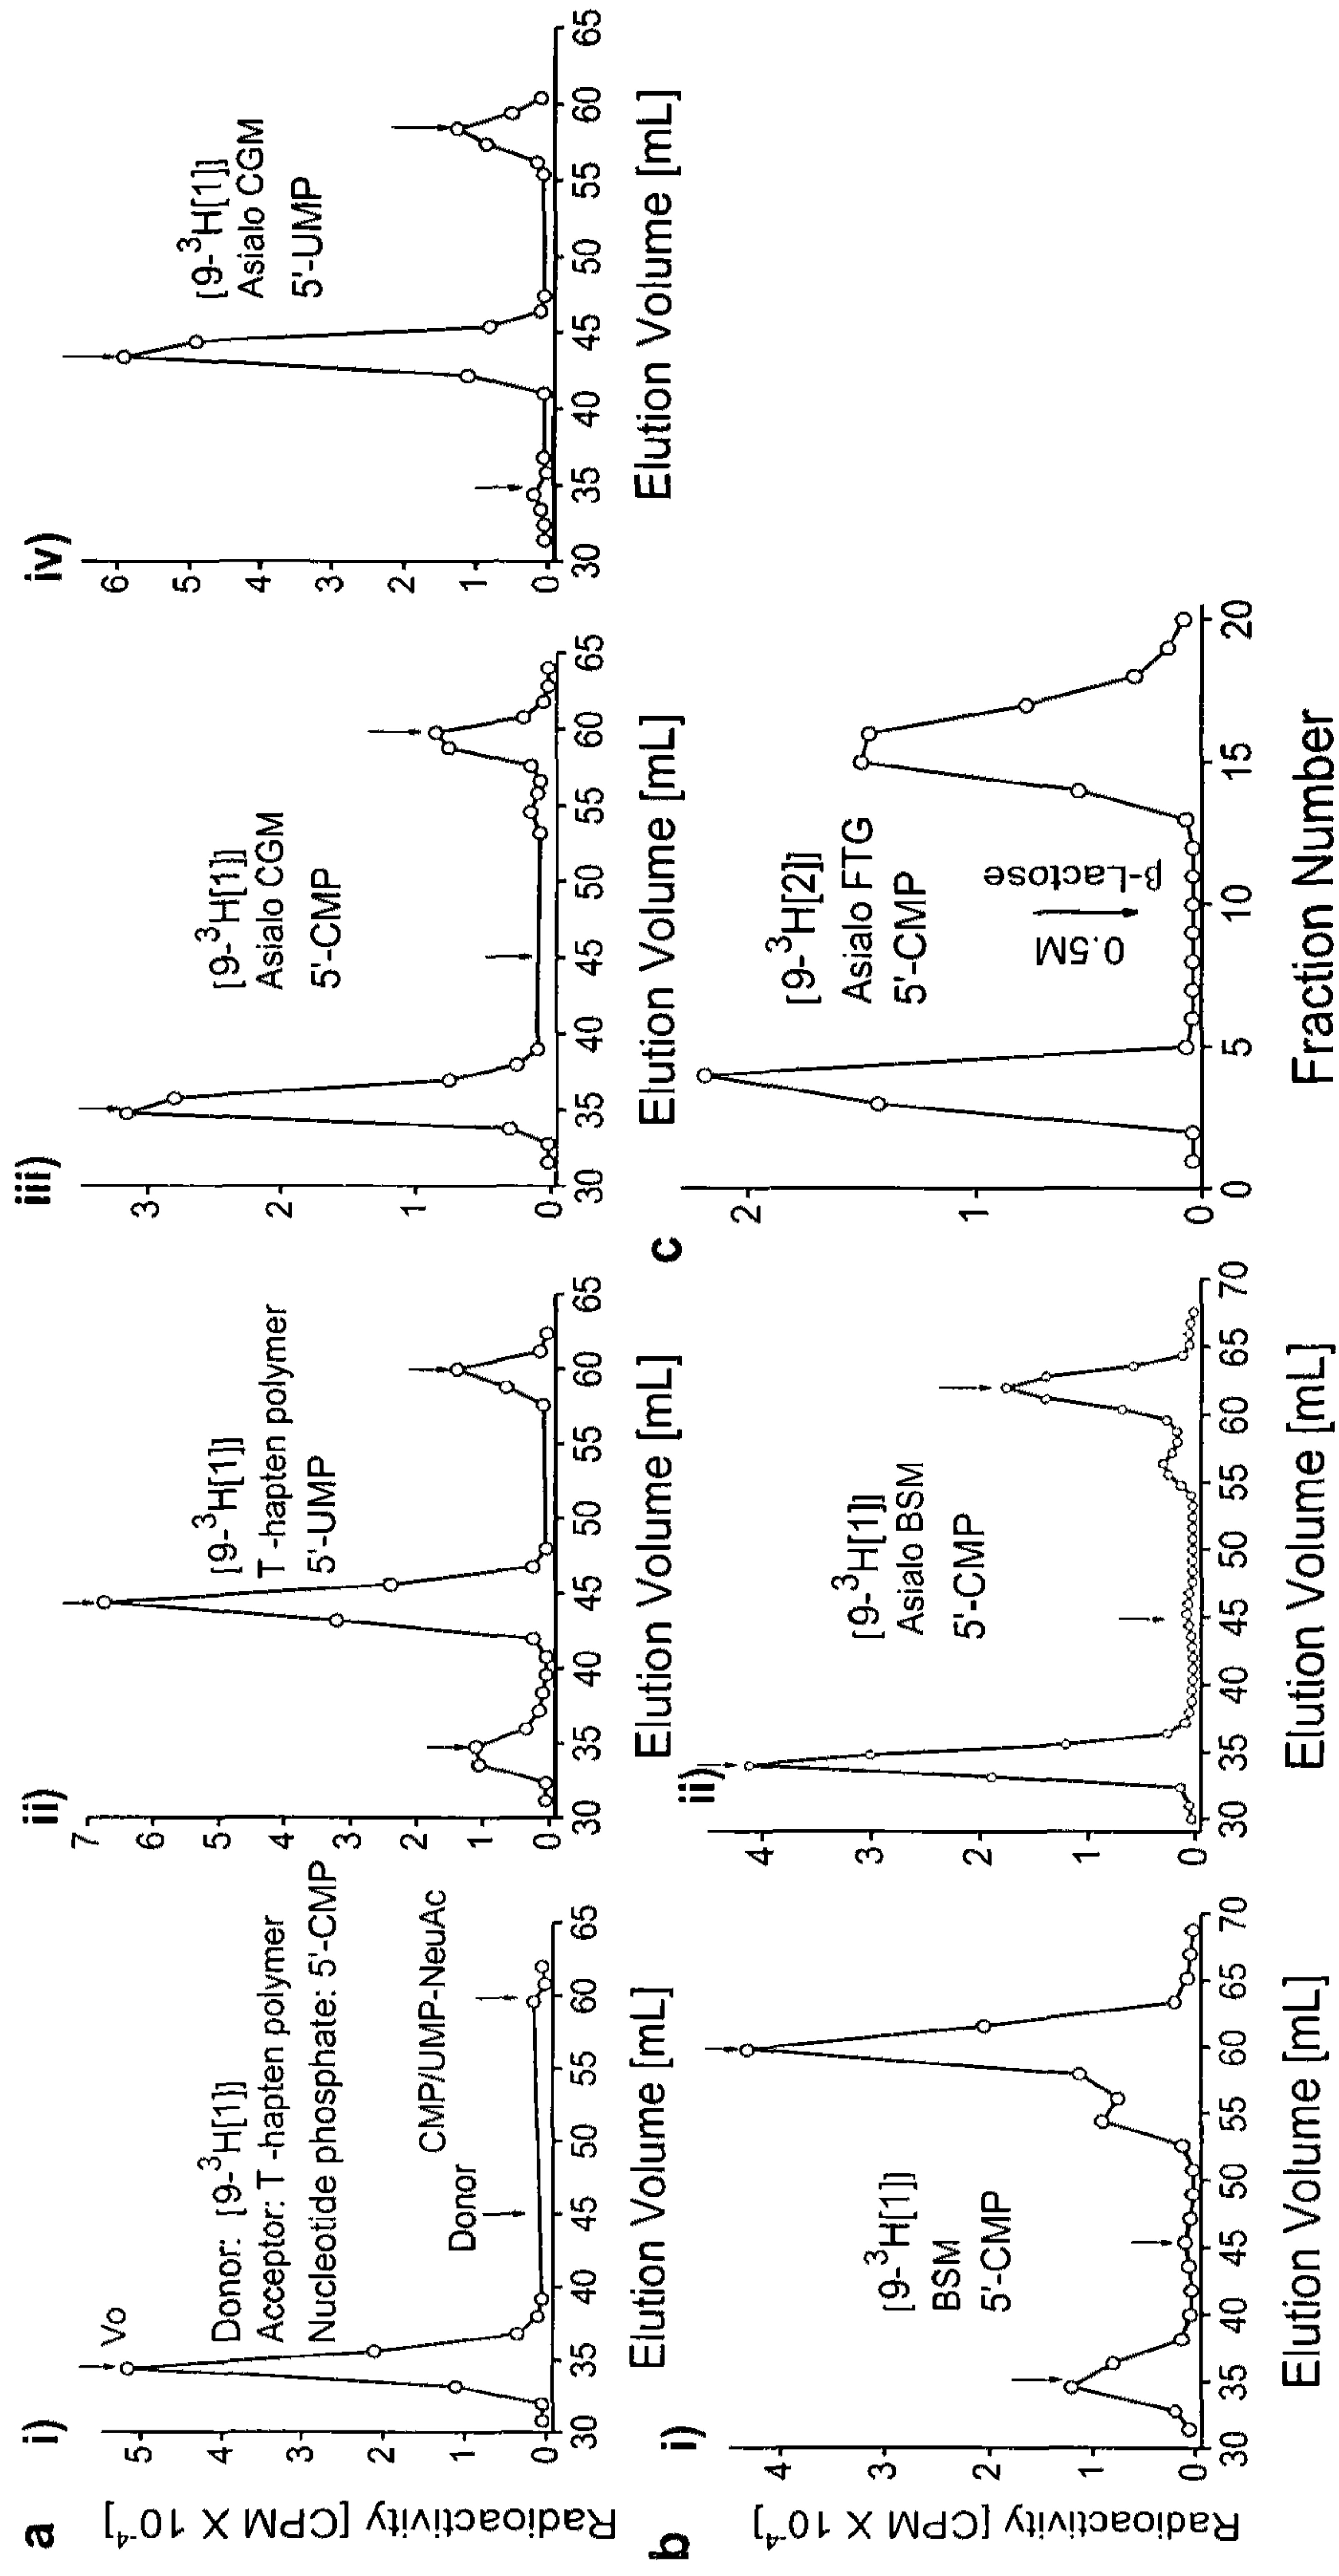 a
i)
Radioactivity [CPM X 10-4]
5
4
3
2
1
0
Vo
Donor: [9-3H[1]]
Acceptor: T -hapten polymer
Nucleotide phosphate: 5'-CMP
Donor
CMP/UMP-NeuAc
30 35 40 45 50 55 60 65
Elution Volume [mL]
ii)
7
6
5
4
3
2
1
0
[9-3H[1]]
T -hapten polymer
5'-UMP
30 35 40 45 50 55 60 65
Elution Volume [mL]
iii)
3
2
1
0
[9-3H[1]]
Asialo CGM
5'-CMP
30 35 40 45 50 55 60 65
Elution Volume [mL]
iv)
6
5
4
3
2
1
0
[9-3H[1]]
Asialo CGM
5'-UMP
30 35 40 45 50 55 60 65
Elution Volume [mL]
b
i)
Radioactivity [CPM X 10-4]
4
3
2
1
0
[9-3H[1]]
BSM
5'-CMP
30 35 40 45 50 55 60 65 70
Elution Volume [mL]
ii)
4
3
2
1
0
[9-3H[1]]
Asialo BSM
5'-CMP
30 35 40 45 50 55 60 65 70
Elution Volume [mL]
c
2
1
0
[9-3H[2]]
Asialo FTG
5'-CMP
0.5M
β-Lactose
0 5 10 15 20
Fraction Number